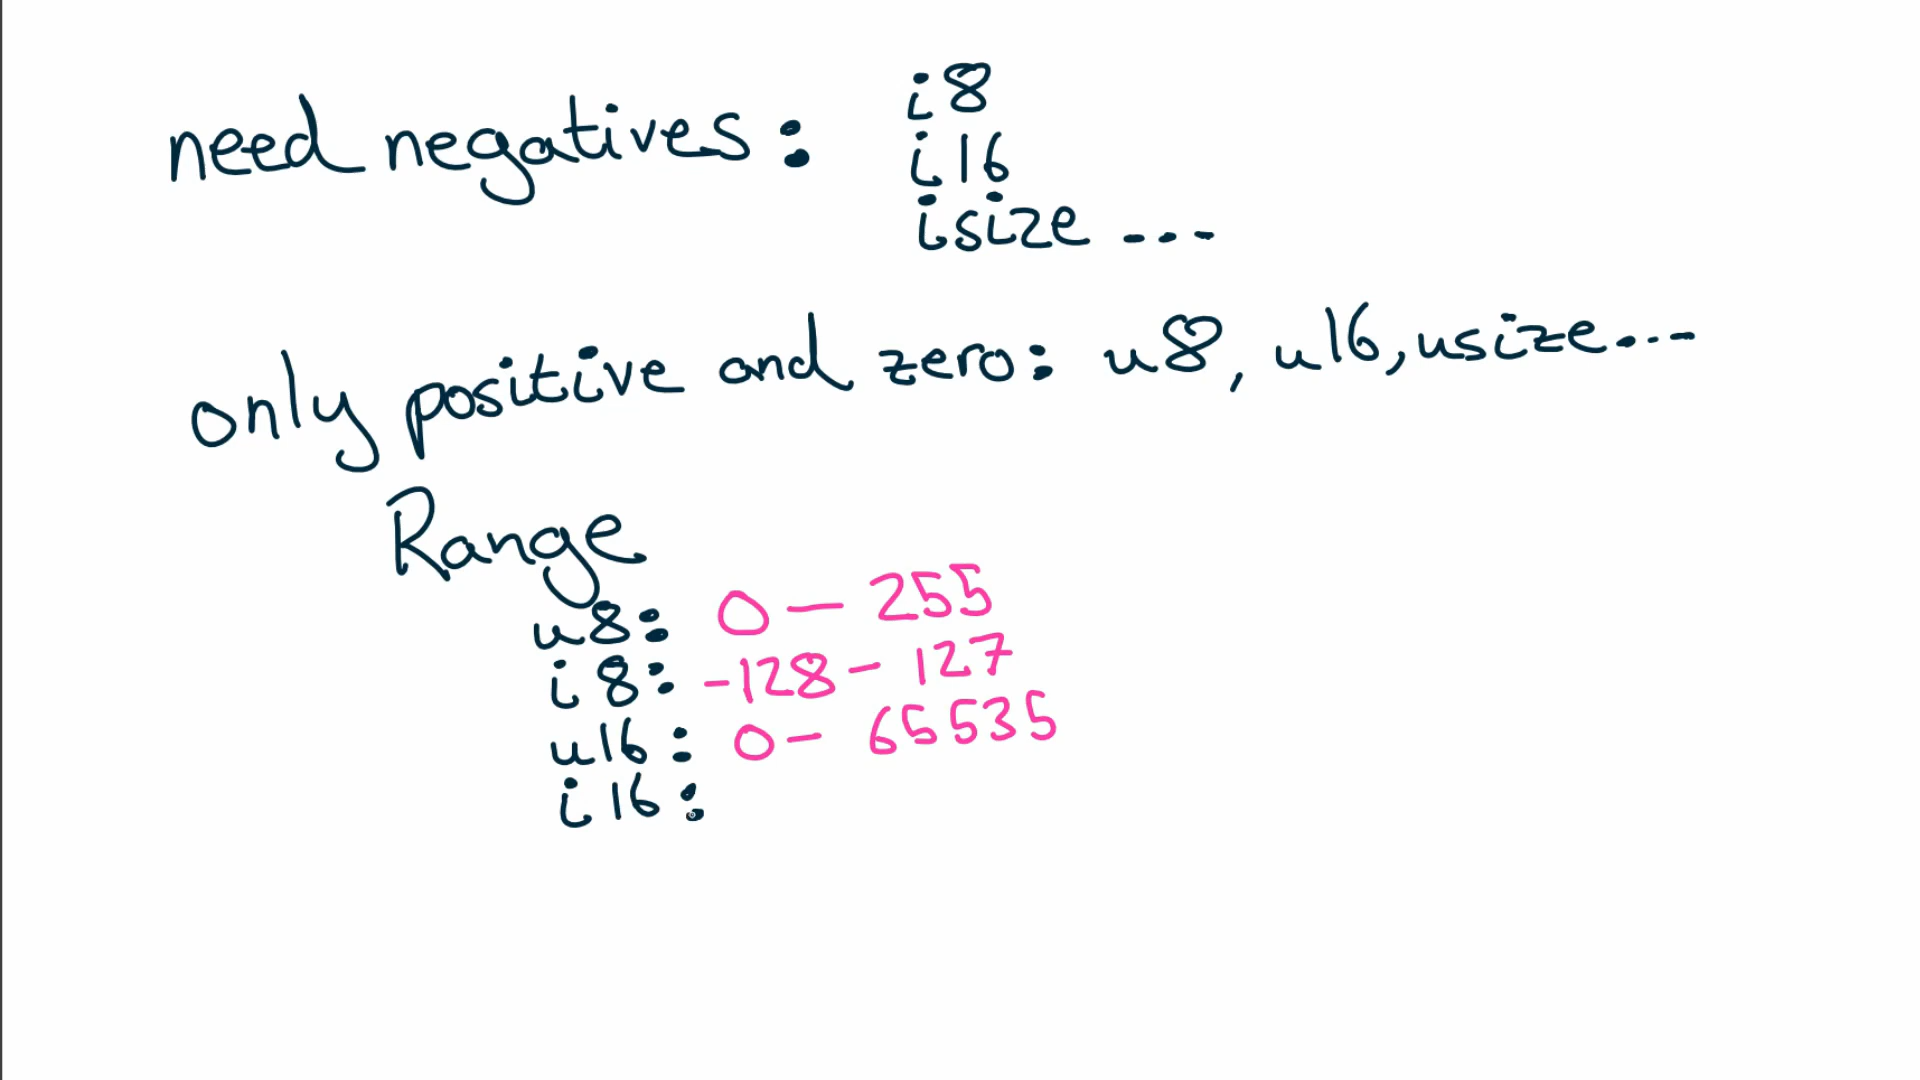 need negatives: i8
i16
isize ...
only positive and zero: u8, u16, usize...
Range
u8: 0 — 255
i8: -128 - 127
u16: 0 - 65535
i16: